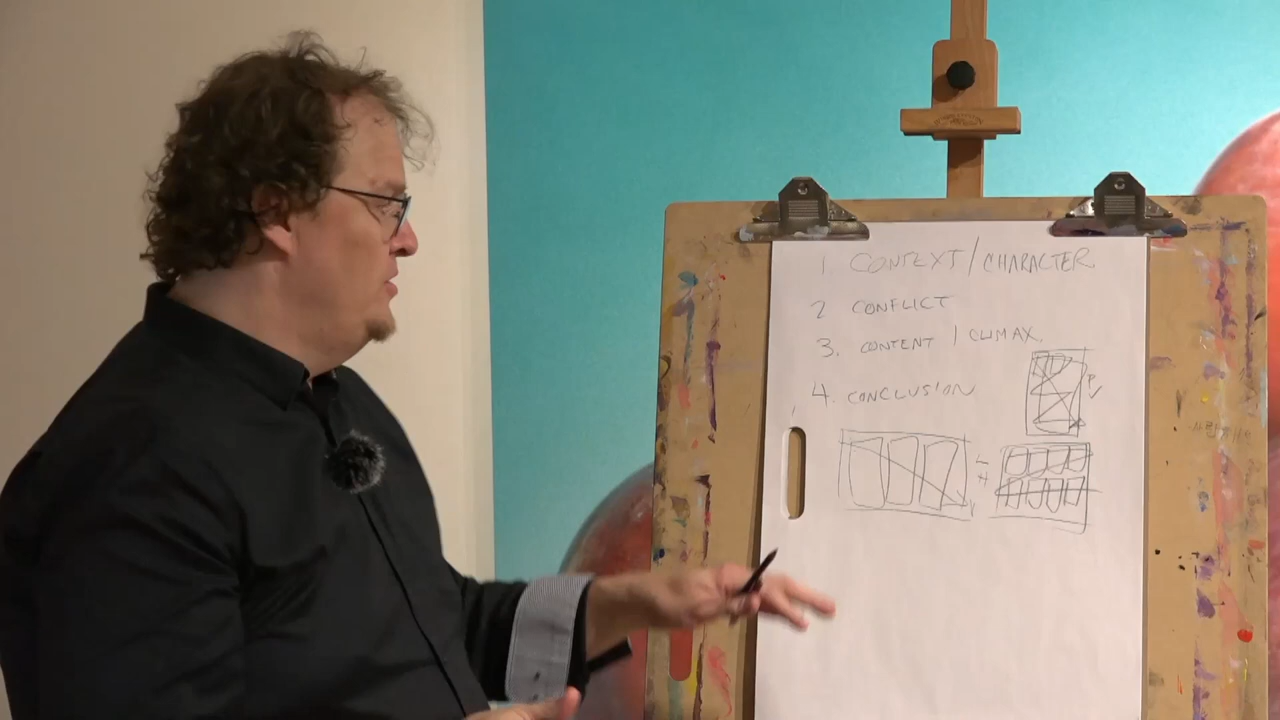 1 CONTEXT/CHARACTER
2 CONFLICT
3. CONTENT / CLIMAX.
4. CONCLUSION